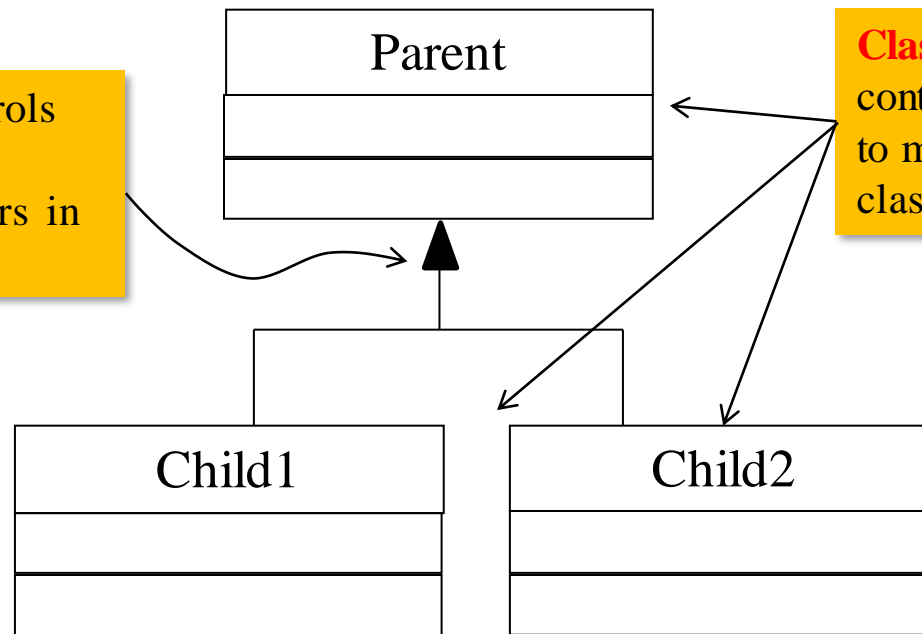 Parent
rols
rs in
Clas
cont
to m
clas
Child1
Child2